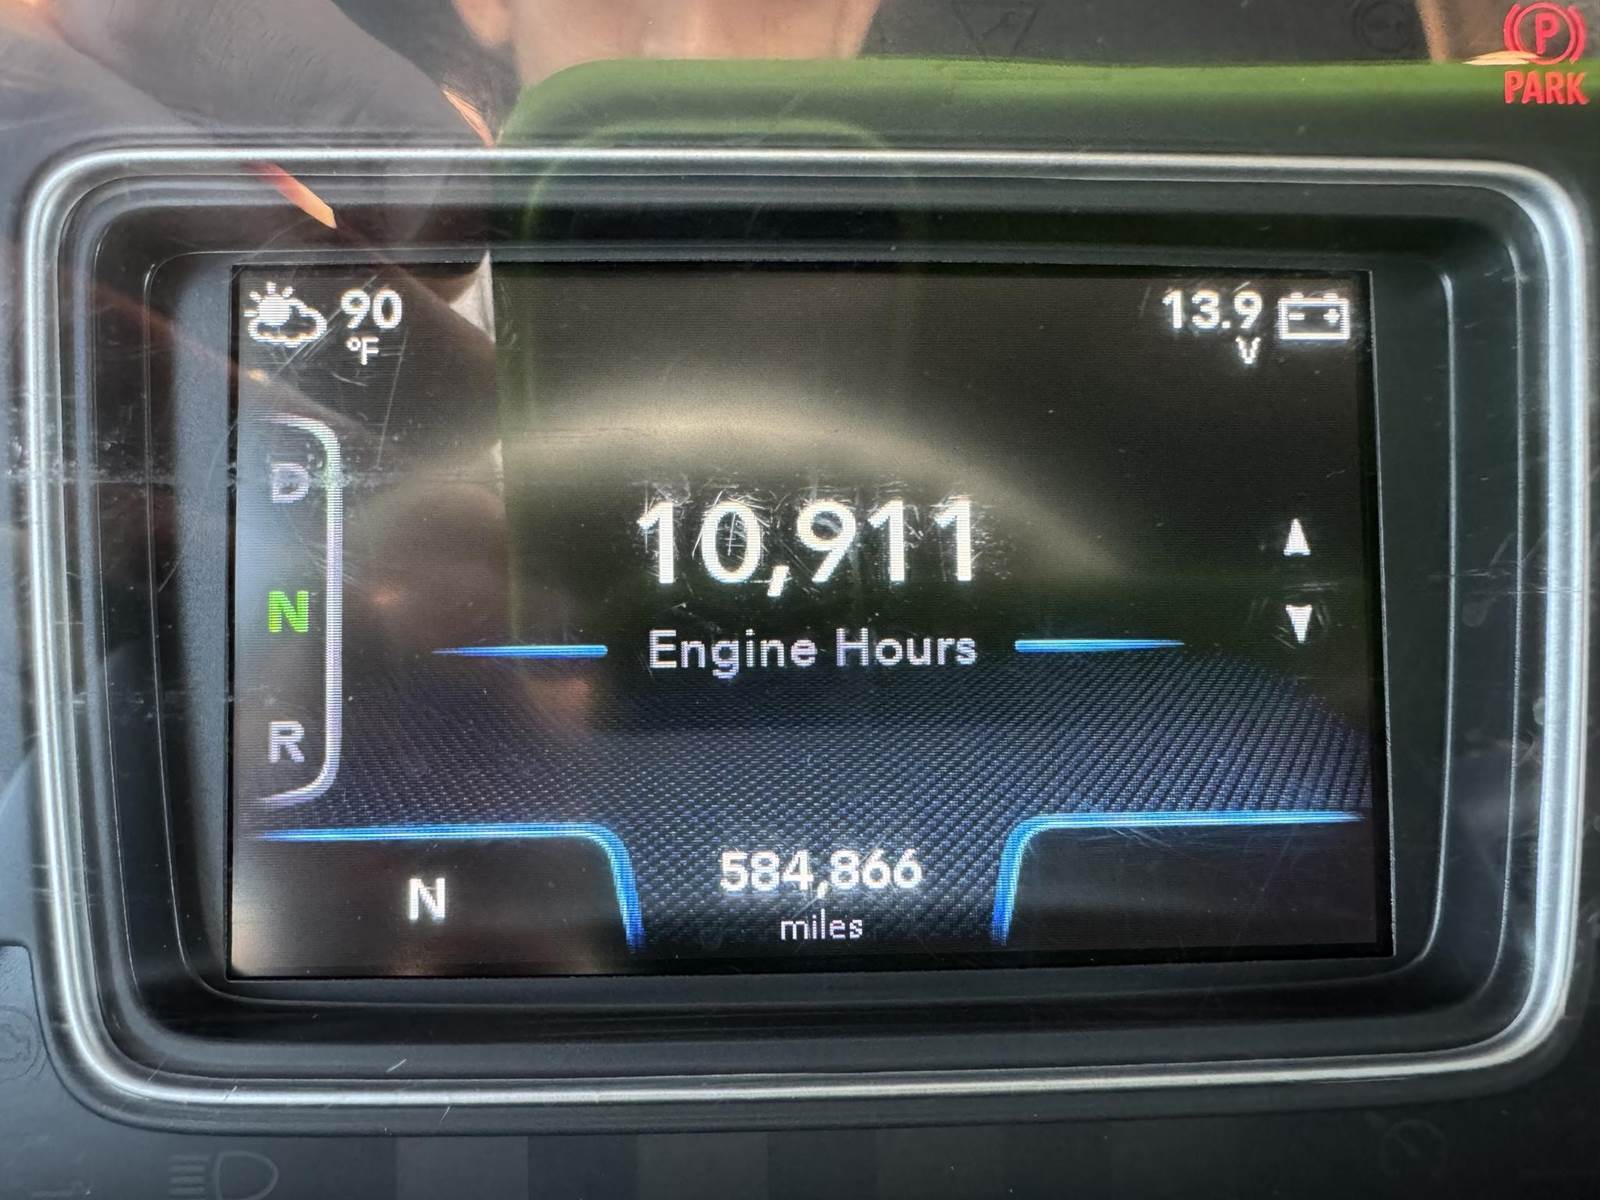 P
PARK
90
°F
13.9
V
D
N
R
10,911
Engine Hours
N
584,866
miles